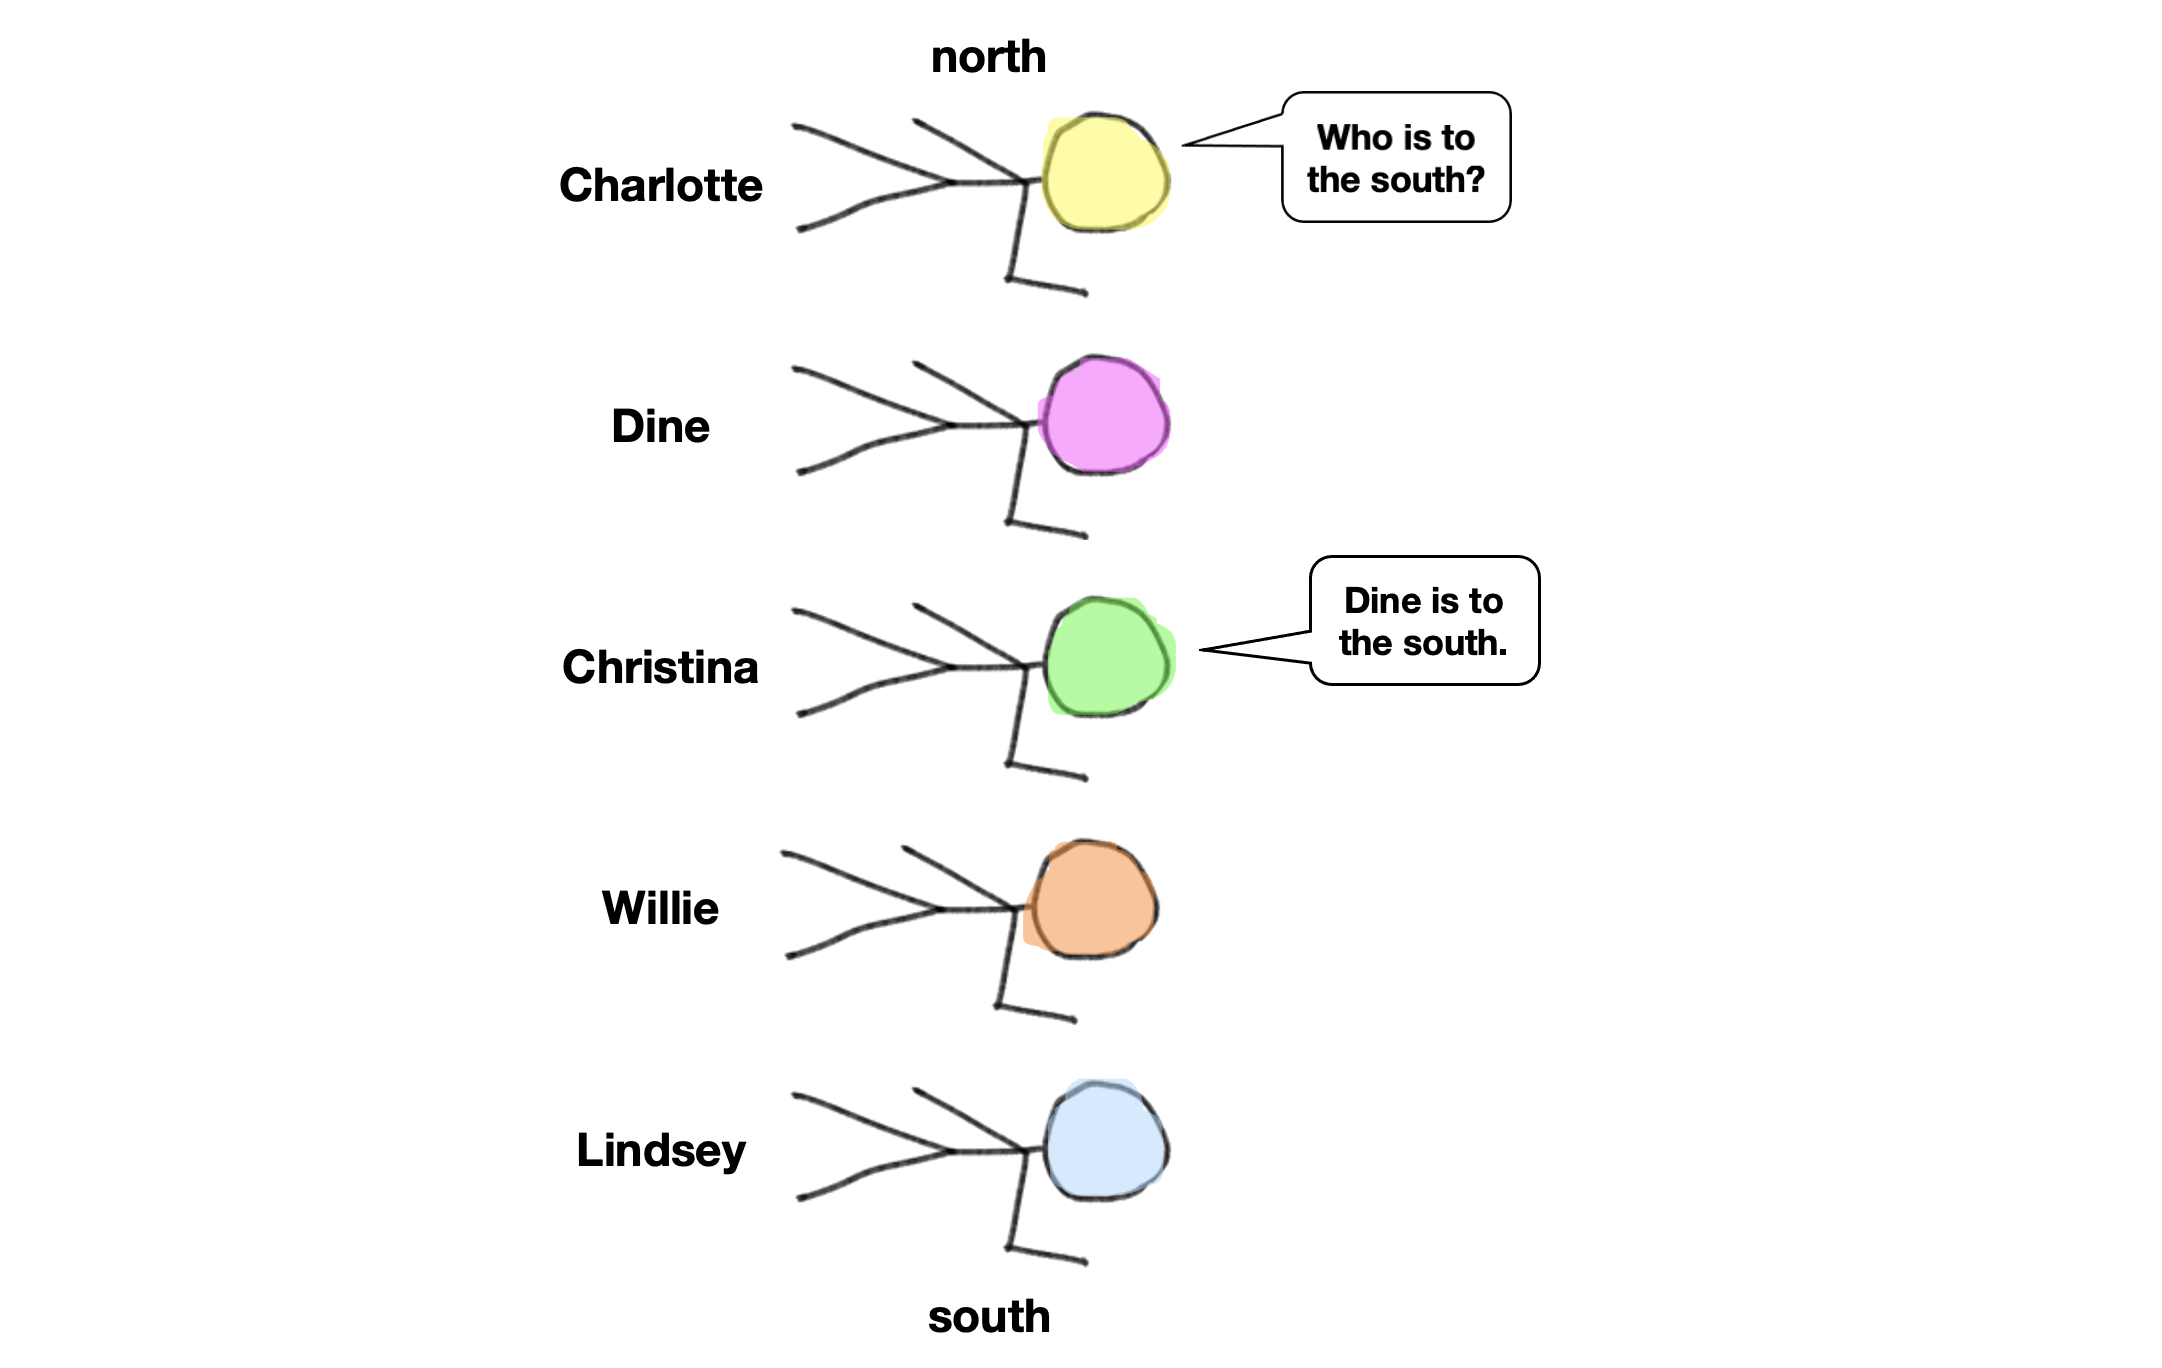 north
Who is to
the south?
Charlotte
Dine
Dine is to
the south.
Christina
Willie
Lindsey
south